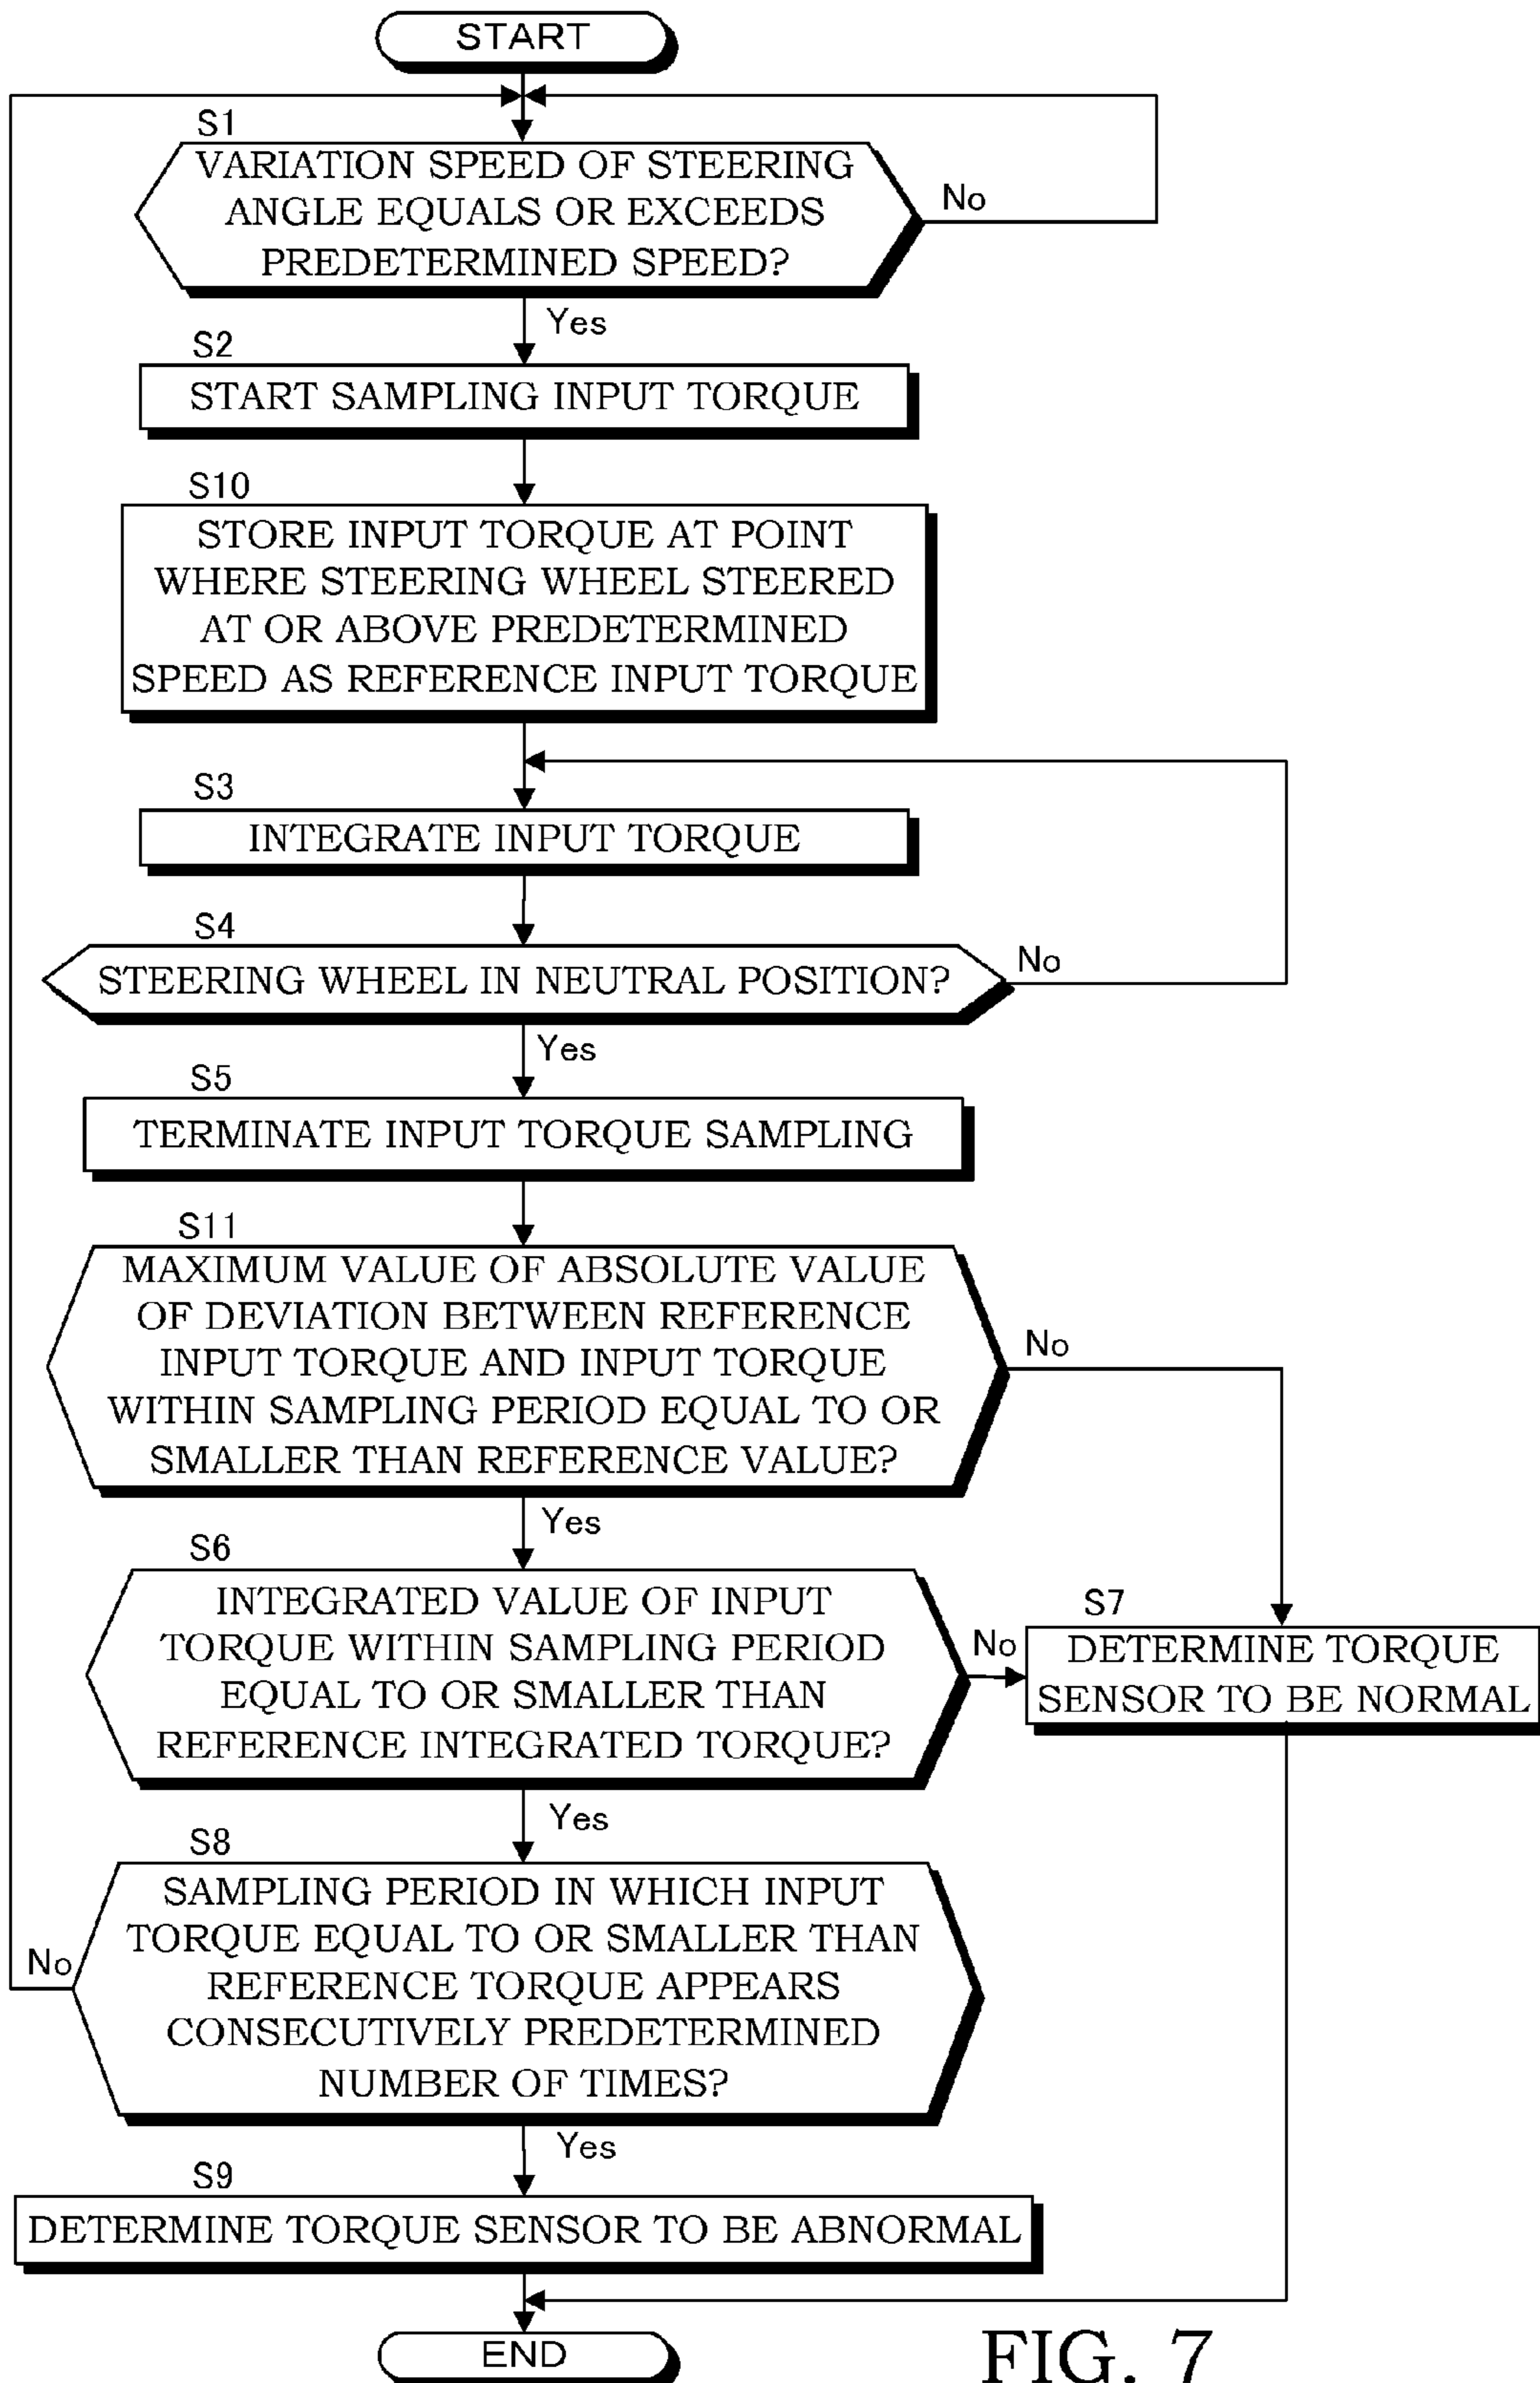 START
S1
VARIATION SPEED OF STEERING
ANGLE EQUALS OR EXCEEDS
PREDETERMINED SPEED?
No
Yes
S2
START SAMPLING INPUT TORQUE
S10
STORE INPUT TORQUE AT POINT
WHERE STEERING WHEEL STEERED
AT OR ABOVE PREDETERMINED
SPEED AS REFERENCE INPUT TORQUE
S3
INTEGRATE INPUT TORQUE
S4
STEERING WHEEL IN NEUTRAL POSITION?
No
Yes
S5
TERMINATE INPUT TORQUE SAMPLING
S11
MAXIMUM VALUE OF ABSOLUTE VALUE
OF DEVIATION BETWEEN REFERENCE
INPUT TORQUE AND INPUT TORQUE
WITHIN SAMPLING PERIOD EQUAL TO OR
SMALLER THAN REFERENCE VALUE?
No
Yes
S6
INTEGRATED VALUE OF INPUT
TORQUE WITHIN SAMPLING PERIOD
EQUAL TO OR SMALLER THAN
REFERENCE INTEGRATED TORQUE?
No
S7
DETERMINE TORQUE
SENSOR TO BE NORMAL
Yes
S8
SAMPLING PERIOD IN WHICH INPUT
TORQUE EQUAL TO OR SMALLER THAN
REFERENCE TORQUE APPEARS
CONSECUTIVELY PREDETERMINED
NUMBER OF TIMES?
No
Yes
S9
DETERMINE TORQUE SENSOR TO BE ABNORMAL
END
FIG. 7